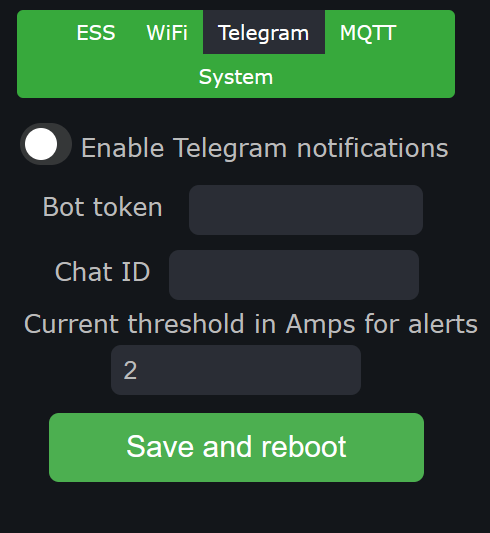 ESS WiFi Telegram MQTT
System
Enable Telegram notifications
Bot token
Chat ID
Current threshold in Amps for alerts
2
Save and reboot